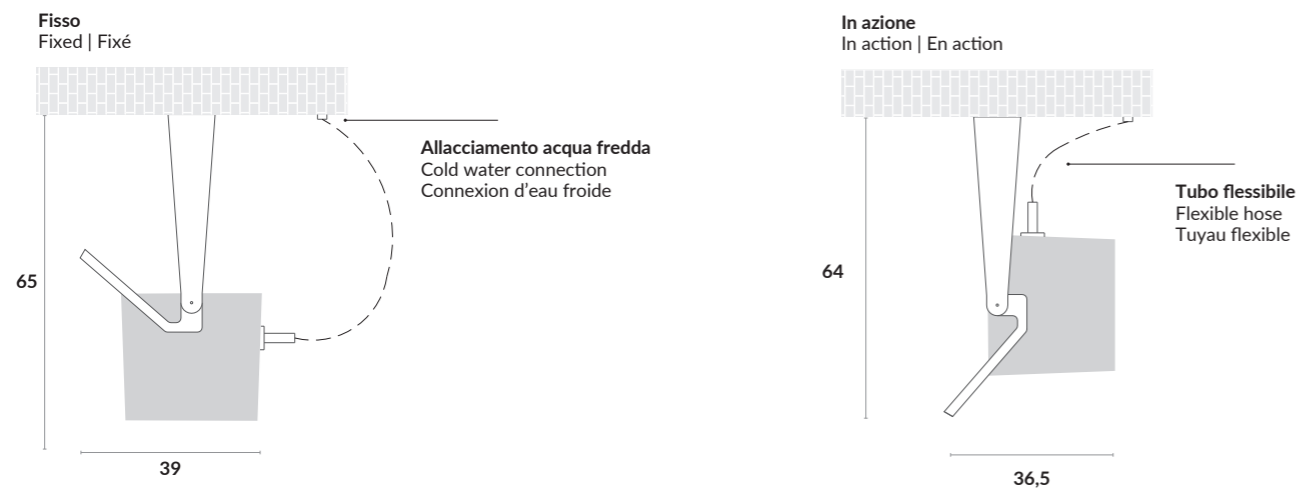 Fisso
Fixed | Fixé
Allacciamento acqua fredda
Cold water connection
Connexion d'eau froide
65
39
In azione
In action | En action
Tubo flessibile
Flexible hose
Tuyau flexible
64
36,5